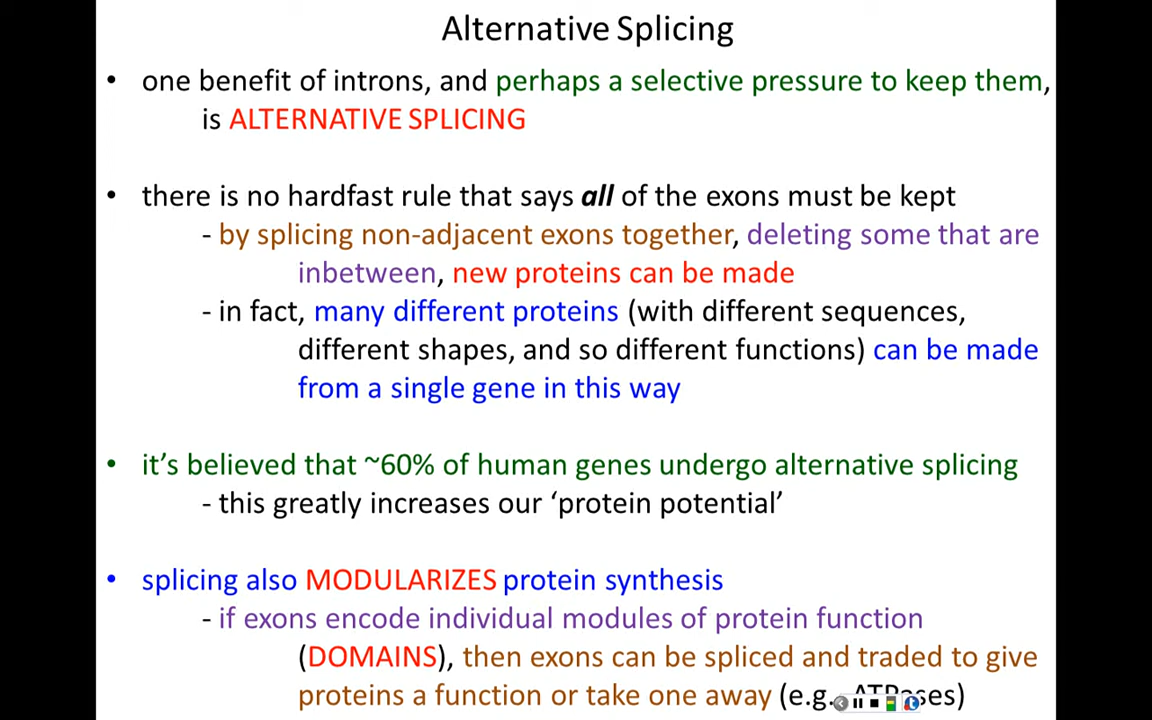 Alternative Splicing
• one benefit of introns, and perhaps a selective pressure to keep them,
is ALTERNATIVE SPLICING
• there is no hardfast rule that says all of the exons must be kept
- by splicing non-adjacent exons together, deleting some that are
inbetween, new proteins can be made
- in fact, many different proteins (with different sequences,
different shapes, and so different functions) can be made
from a single gene in this way
• it’s believed that ~60% of human genes undergo alternative splicing
- this greatly increases our ‘protein potential’
• splicing also MODULARIZES protein synthesis
- if exons encode individual modules of protein function
(DOMAINS), then exons can be spliced and traded to give
proteins a function or take one away (e.g. ATPases)